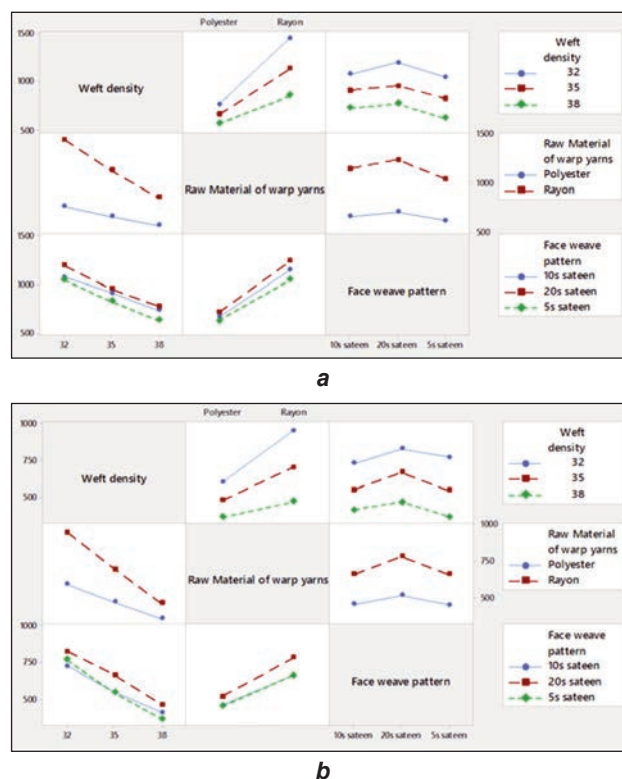 Polyester Rayon
1500
1000
500
Weft density
Weft
density
32
35
38
Raw Material of warp yarns
1500
1000
500
Raw Material
of warp yarns
Polyester
Rayon
1500
1000
500
Face weave pattern
Face weave
pattern
10s sateen
20s sateen
5s sateen
32 35 38
10s sateen 20s sateen 5s sateen
a
Polyester Rayon
1000
750
500
Weft density
Weft
density
32
35
38
Raw Material of warp yarns
1000
750
500
Raw Material
of warp yarns
Polyester
Rayon
1000
750
500
Face weave pattern
Face weave
pattern
10s sateen
20s sateen
5s sateen
32 35 38
10s sateen 20s sateen 5s sateen
b